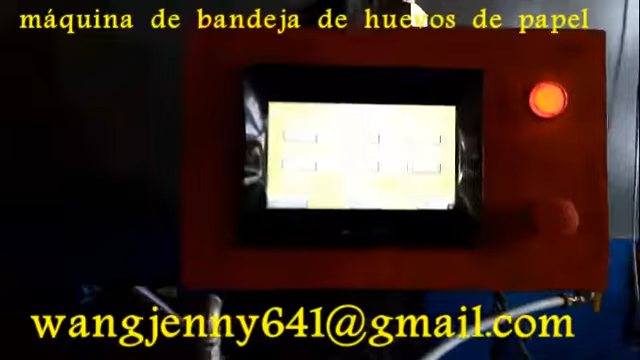 máquina de bandeja de huevos de papel
wangjenny641@gmail.com